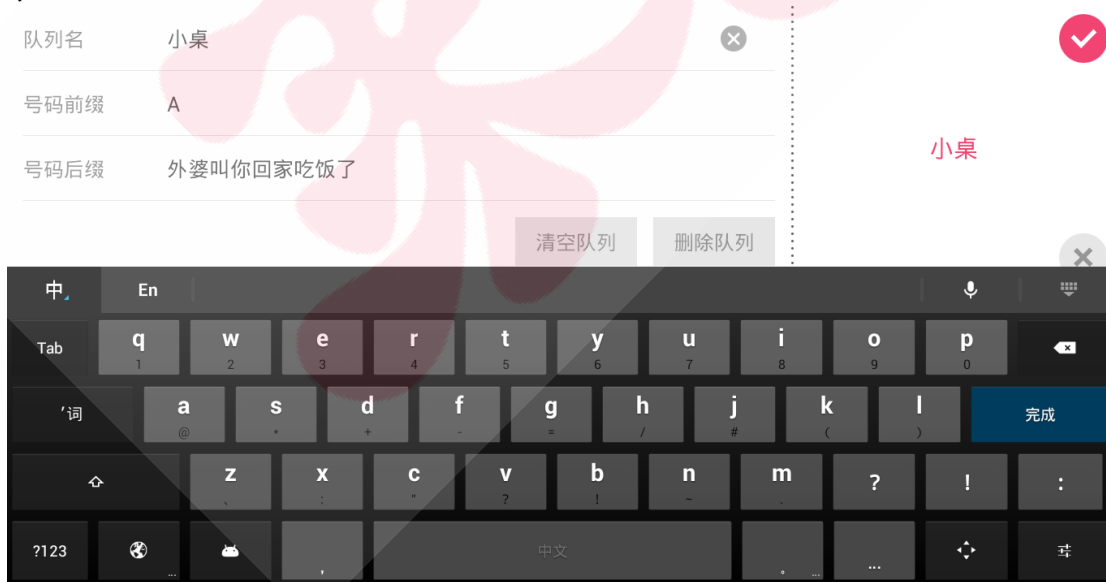 队列名 小桌
号码前缀 A
小桌
号码后缀 外婆叫你回家吃饭了
清空队列 删除队列
中 En
Tab q w e r t y u i o p
1 2 3 4 5 6 7 8 9 0
'词 a s d f g h j k l 完成
@ * + - = / # ( )
z x c v b n m ? ! :
、 : " ? ! ~ .
?123 ... , 中文 。 ... ...